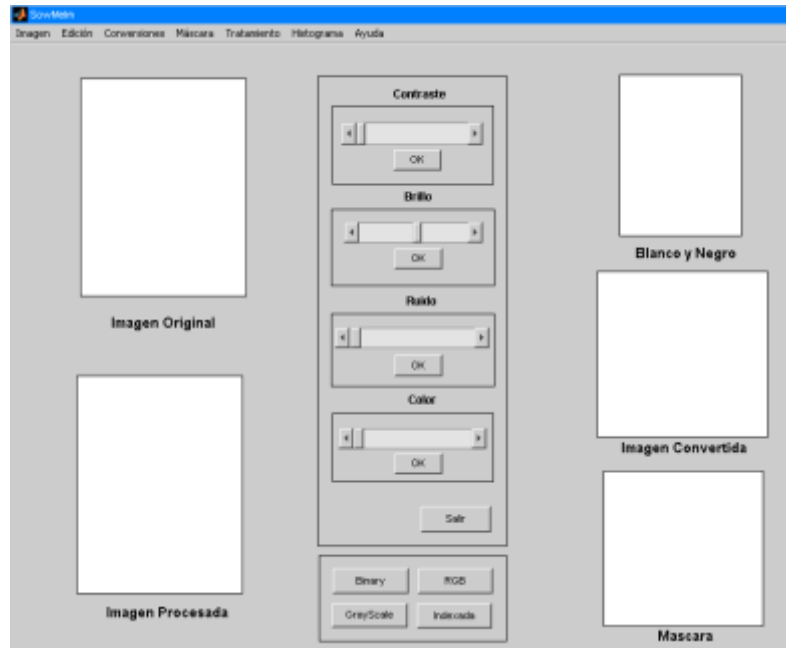 SowMeim
Imagen Edición Conversiones Máscara Tratamiento Histograma Ayuda
Contraste
OK
Brillo
OK
Blanco y Negro
Ruido
Imagen Original
OK
Color
Imagen Convertida
OK
Salir
Binary RGB
Imagen Procesada
GrayScale Indexada
Mascara